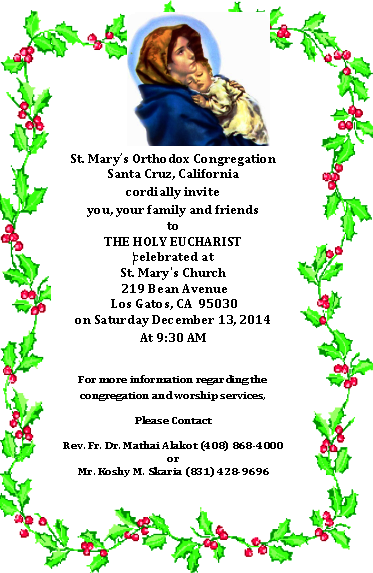 St. Mary's Orthodox Congregation
Santa Cruz, California
cordially invite
you, your family and friends
to
THE HOLY EUCHARIST
celebrated at
St. Mary's Church
219 Bean Avenue
Los Gatos, CA 95030
on Saturday December 13, 2014
At 9:30 AM
For more information regarding the
congregation and worship services,
Please Contact
Rev. Fr. Dr. Mathai Alakot (408) 868-4000
or
Mr. Koshy M. Skaria (831) 428-9696